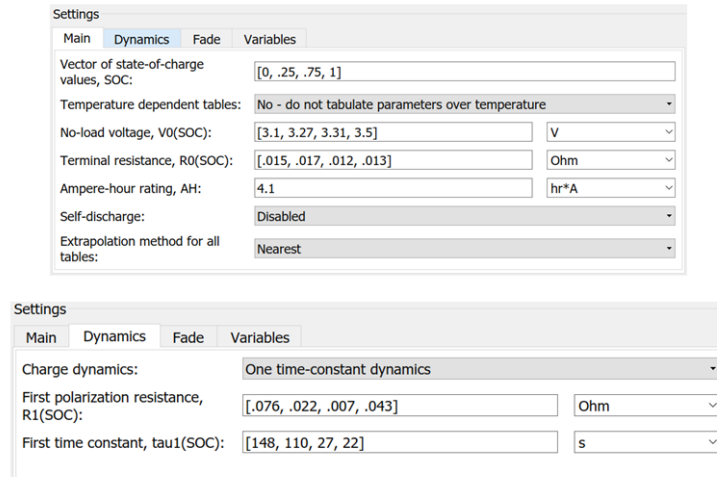 Settings
Main Dynamics Fade Variables
Vector of state-of-charge
values, SOC: [0, .25, .75, 1]
Temperature dependent tables: No - do not tabulate parameters over temperature
No-load voltage, V0(SOC): [3.1, 3.27, 3.31, 3.5] V
Terminal resistance, R0(SOC): [.015, .017, .012, .013] Ohm
Ampere-hour rating, AH: 4.1 hr*A
Self-discharge: Disabled
Extrapolation method for all
tables: Nearest
Settings
Main Dynamics Fade Variables
Charge dynamics: One time-constant dynamics
First polarization resistance,
R1(SOC): [.076, .022, .007, .043] Ohm
First time constant, tau1(SOC): [148, 110, 27, 22] s